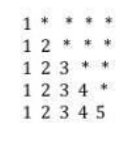 1 * * * *
1 2 * * *
1 2 3 * *
1 2 3 4 *
1 2 3 4 5